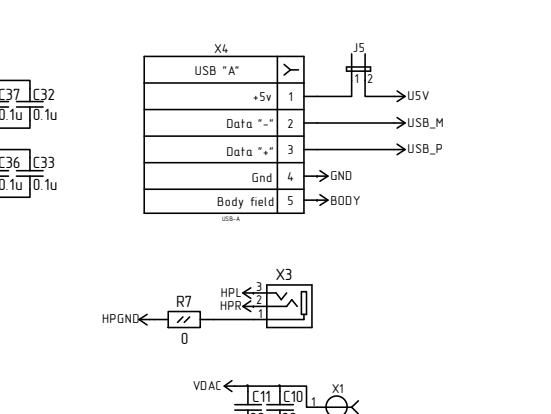 X4
USB "A"
+5v 1
Data "-" 2
Data "+" 3
Gnd 4
Body field 5
USB-A
J5
1 2
U5V
USB_M
USB_P
GND
BODY
C37 C32
0.1u 0.1u
C36 C33
0.1u 0.1u
X3
HPL 3
HPR 2
1
R7
HPGND
0
VDAC
C11 C10
X1
1